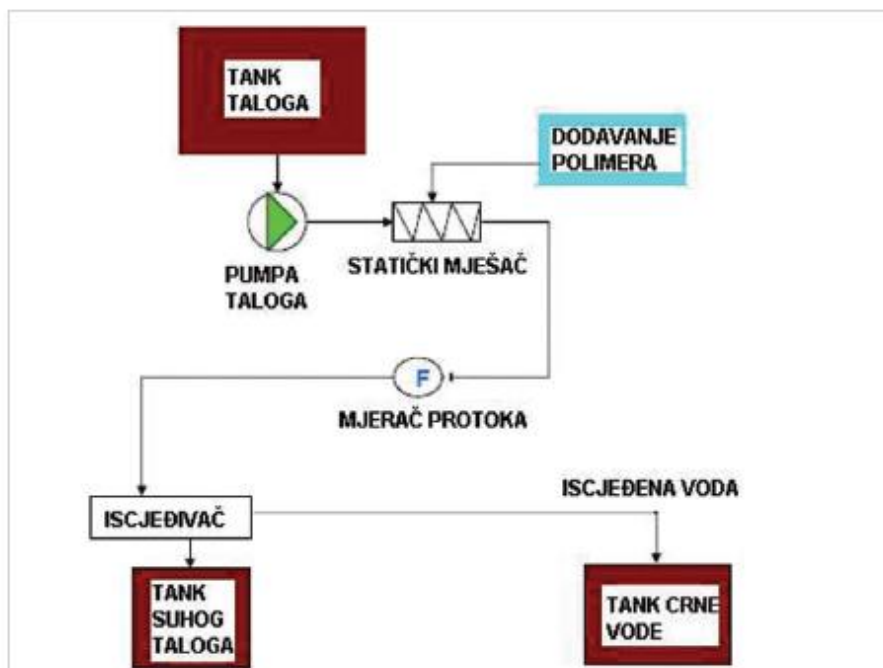 TANK
TALOGA
DODAVANJE
POLIMERA
STATIČKI MJEŠAČ
PUMPA
TALOGA
F
MJERAČ PROTOKA
ISCJEĐENA VODA
ISCJEĐIVAČ
TANK
SUHOG
TALOGA
TANK CRNE
VODE